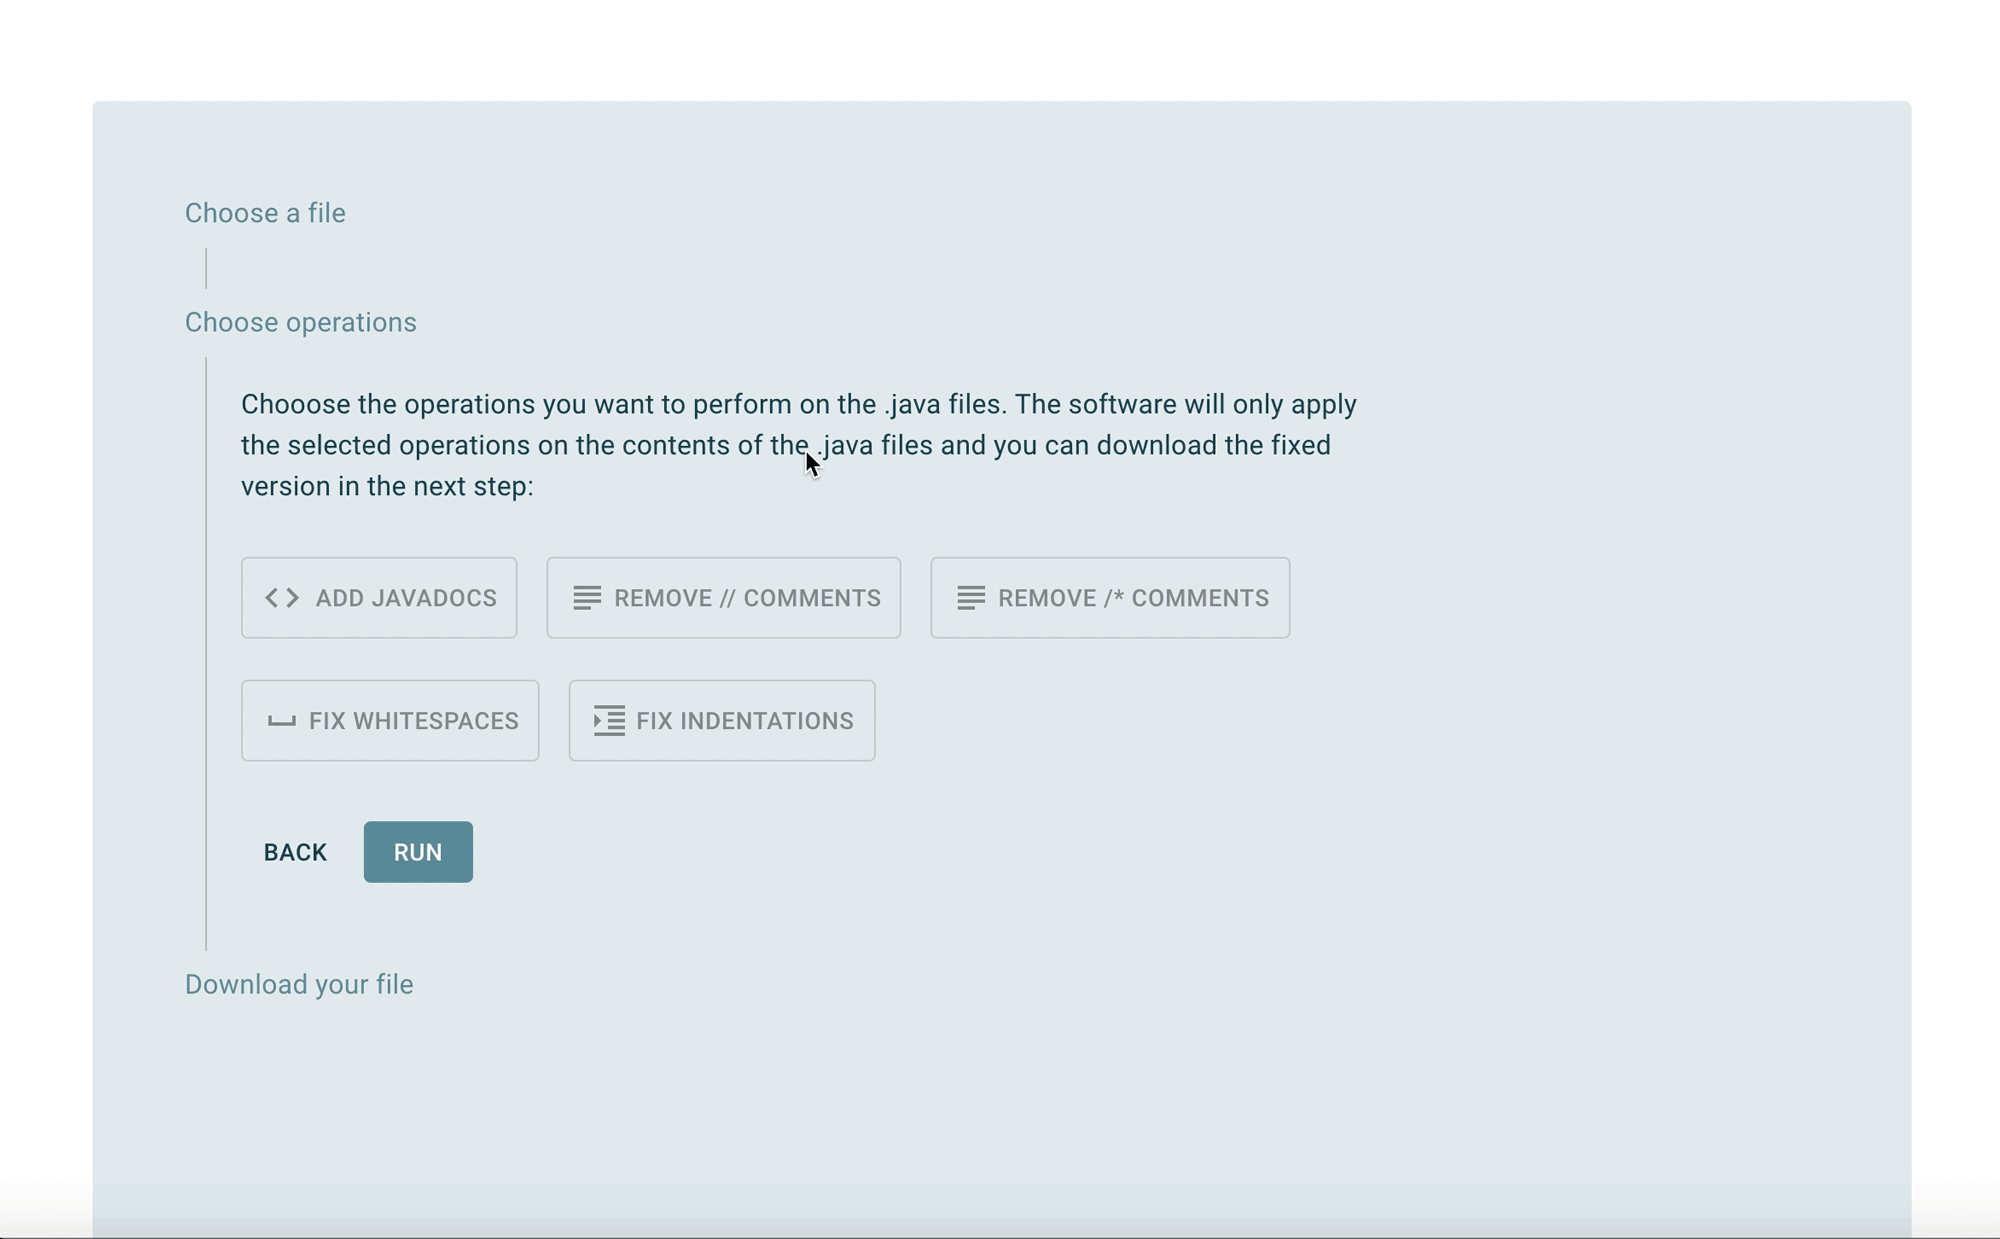 Choose a file
Choose operations
Chooose the operations you want to perform on the .java files. The software will only apply
the selected operations on the contents of the .java files and you can download the fixed
version in the next step:
ADD JAVADOCS
REMOVE // COMMENTS
REMOVE /* COMMENTS
FIX WHITESPACES
FIX INDENTATIONS
BACK
RUN
Download your file